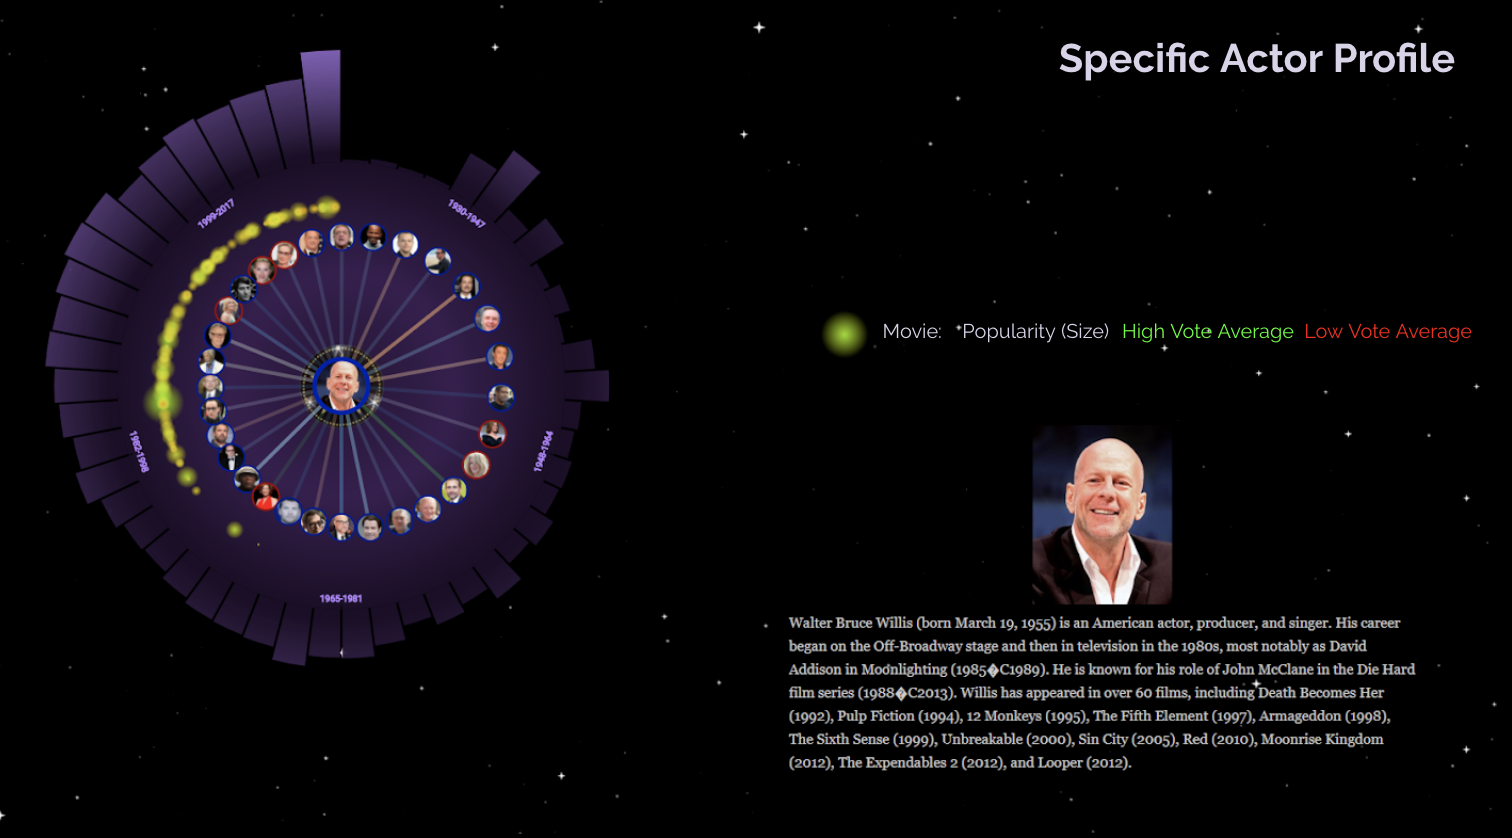 Specific Actor Profile
1999-2017
1930-1947
Movie: *Popularity (Size) High Vote Average Low Vote Average
1982-1998
1948-1964
1965-1981
Walter Bruce Willis (born March 19, 1955) is an American actor, producer, and singer. His career
began on the Off-Broadway stage and then in television in the 1980s, most notably as David
Addison in Moonlighting (1985�C1989). He is known for his role of John McClane in the Die Hard
film series (1988�C2013). Willis has appeared in over 60 films, including Death Becomes Her
(1992), Pulp Fiction (1994), 12 Monkeys (1995), The Fifth Element (1997), Armageddon (1998),
The Sixth Sense (1999), Unbreakable (2000), Sin City (2005), Red (2010), Moonrise Kingdom
(2012), The Expendables 2 (2012), and Looper (2012).